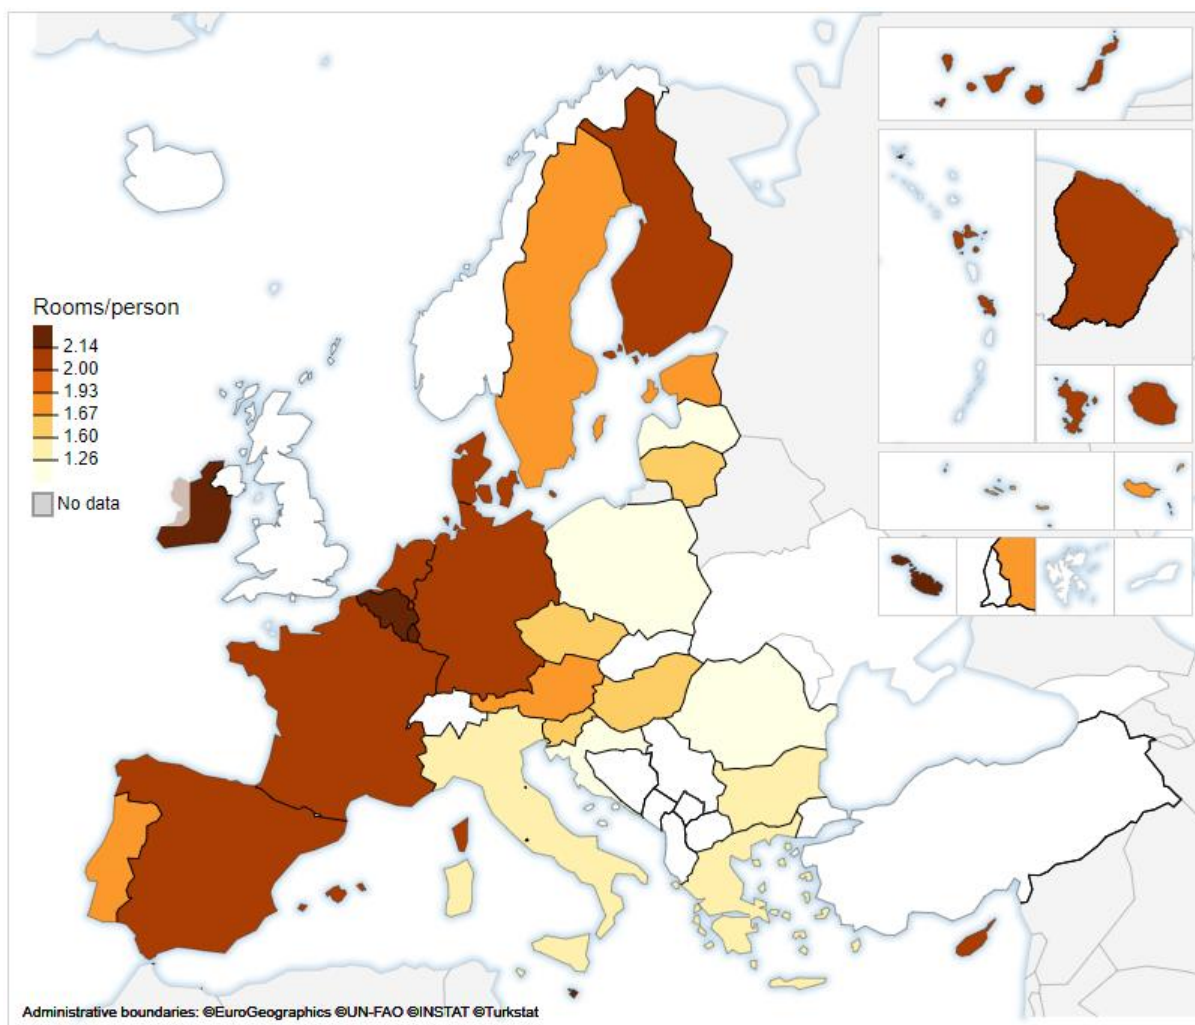 Rooms/person
2.14
2.00
1.93
1.67
1.60
1.26
No data
Administrative boundaries: ©EuroGeographics ©UN-FAO ©INSTAT ©Turkstat